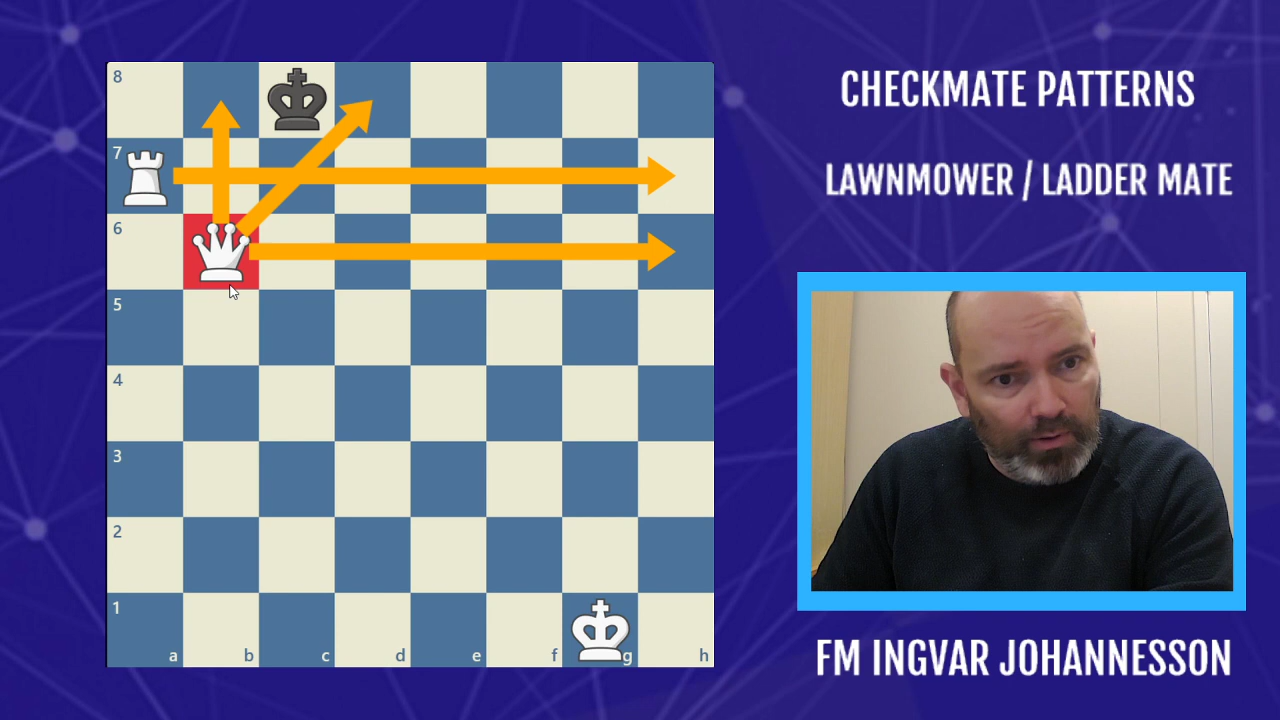 CHECKMATE PATTERNS
LAWNMOWER / LADDER MATE
8
7
6
5
4
3
2
1
a b c d e f g h
FM INGVAR JOHANNESSON